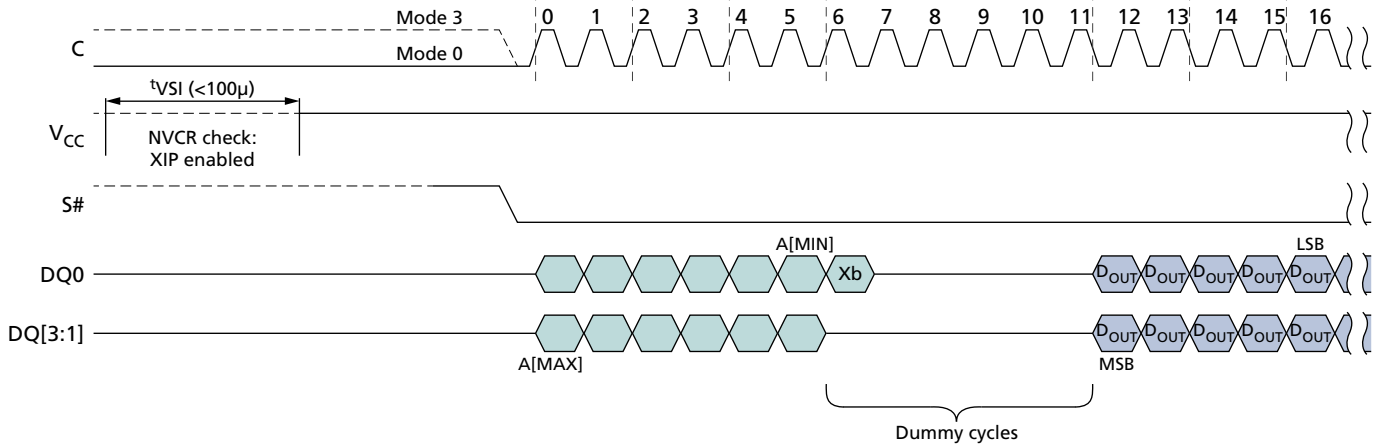 Mode 3
0 1 2 3 4 5 6 7 8 9 10 11 12 13 14 15 16
C
Mode 0
tVSI (<100µ)
VCC
NVCR check:
XIP enabled
S#
A[MIN]
LSB
DQ0
Xb
DOUT DOUT DOUT DOUT DOUT
DQ[3:1]
DOUT DOUT DOUT DOUT DOUT
A[MAX]
MSB
Dummy cycles